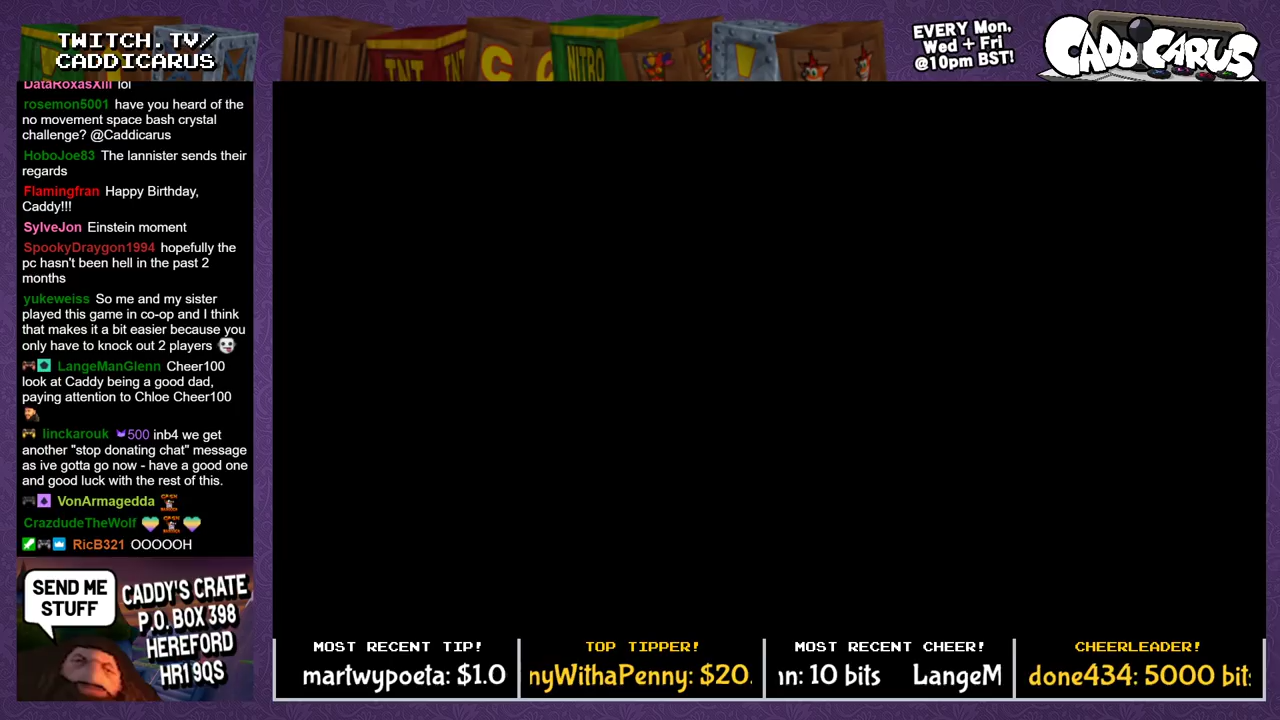 TWITCH.TV/
CADDICARUS
TNT
TNT
C
NITRO
EVERY Mon,
Wed + Fri
@10pm BST!
CADDICARUS
DataRoxasXIII lol
rosemon5001 have you heard of the
no movement space bash crystal
challenge? @Caddicarus
HoboJoe83 The lannister sends their
regards
Flamingfran Happy Birthday,
Caddy!!!
SylveJon Einstein moment
SpookyDraygon1994 hopefully the
pc hasn't been hell in the past 2
months
yukeweiss So me and my sister
played this game in co-op and I think
that makes it a bit easier because you
only have to knock out 2 players
LangeManGlenn Cheer100
look at Caddy being a good dad,
paying attention to Chloe Cheer100
linckarouk 500 inb4 we get
another "stop donating chat" message
as ive gotta go now - have a good one
and good luck with the rest of this.
VonArmagedda
CrazdudeTheWolf
RicB321 OOOOOH
SEND ME
STUFF
CADDY'S CRATE
P.O. BOX 398
HEREFORD
HR1 9QS
MOST RECENT TIP!
martwypoeta: $1.0
TOP TIPPER!
nyWithaPenny: $20.
MOST RECENT CHEER!
nn: 10 bits LangeM
CHEERLEADER!
done434: 5000 bits